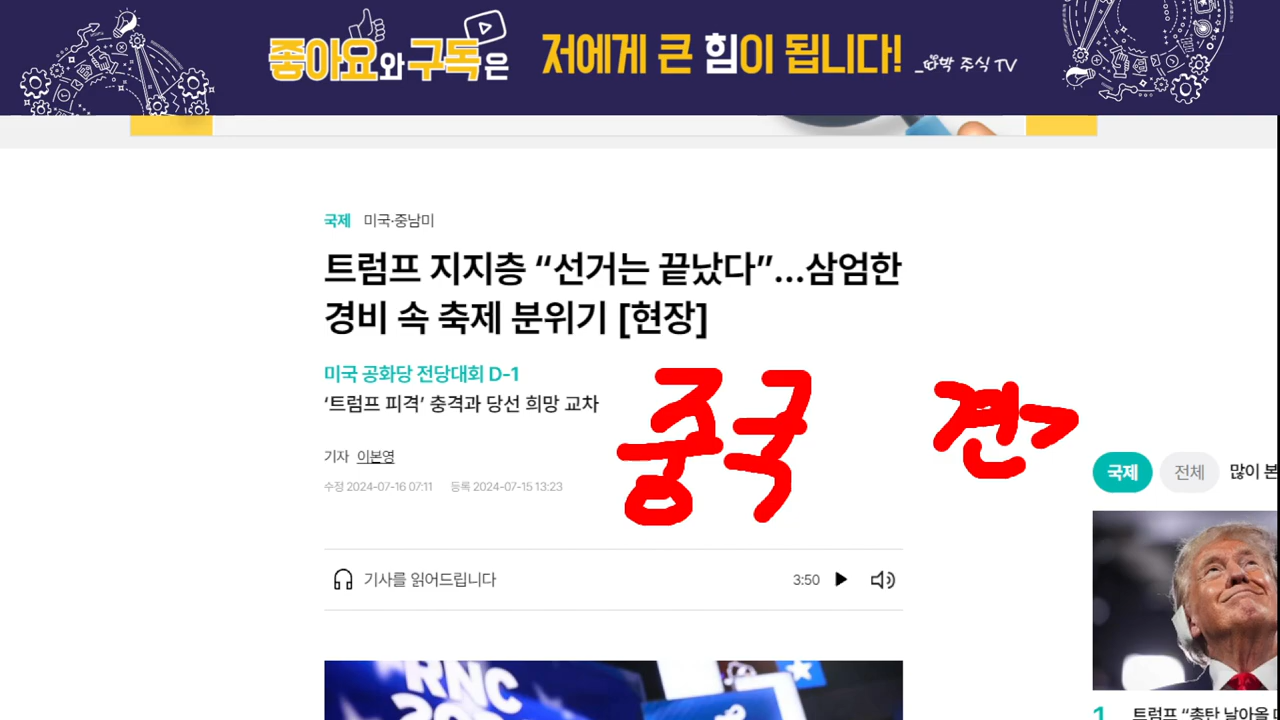 좋아요와 구독은 저에게 큰 힘이 됩니다!
주식 TV
국제 미국·중남미
트럼프 지지층 “선거는 끝났다”…삼엄한
경비 속 축제 분위기 [현장]
미국 공화당 전당대회 D-1
‘트럼프 피격’ 충격과 당선 희망 교차
중국
기자 이본영
수정 2024-07-16 07:11 등록 2024-07-15 13:23
국제 전체 많이 본
기사를 읽어드립니다 3:50
RNC
1 트럼프 “총탄 날아올